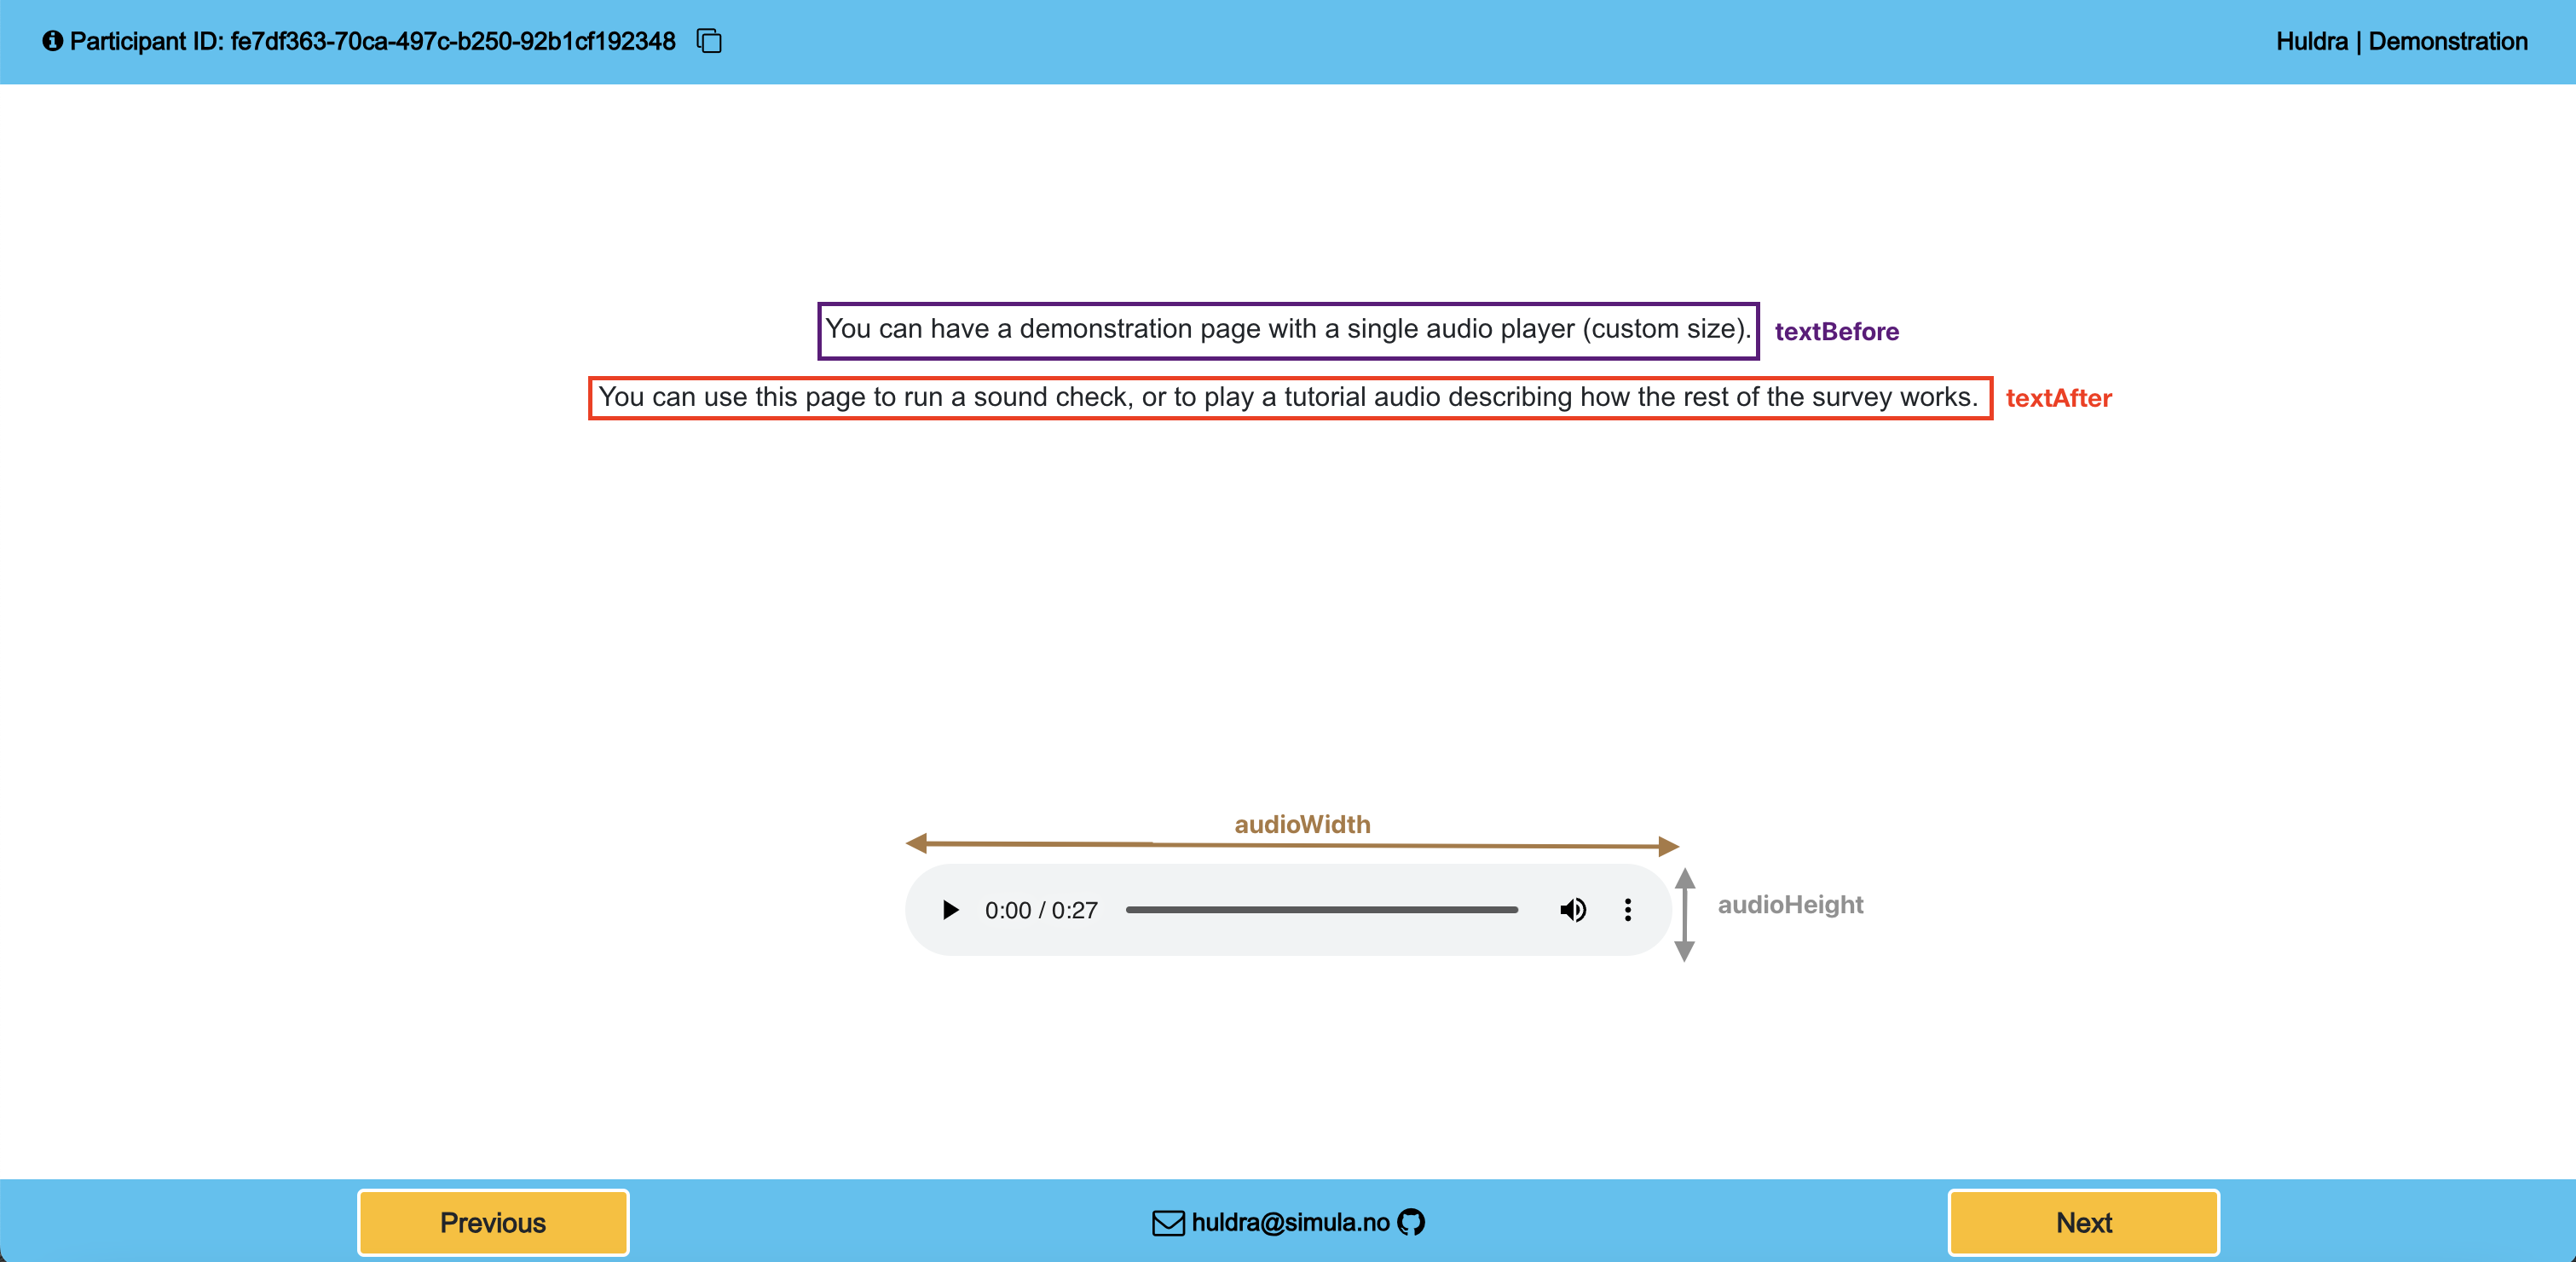 Participant ID: fe7df363-70ca-497c-b250-92b1cf192348
Huldra | Demonstration
You can have a demonstration page with a single audio player (custom size). textBefore
You can use this page to run a sound check, or to play a tutorial audio describing how the rest of the survey works. textAfter
audioWidth
0:00 / 0:27
audioHeight
Previous
huldra@simula.no
Next